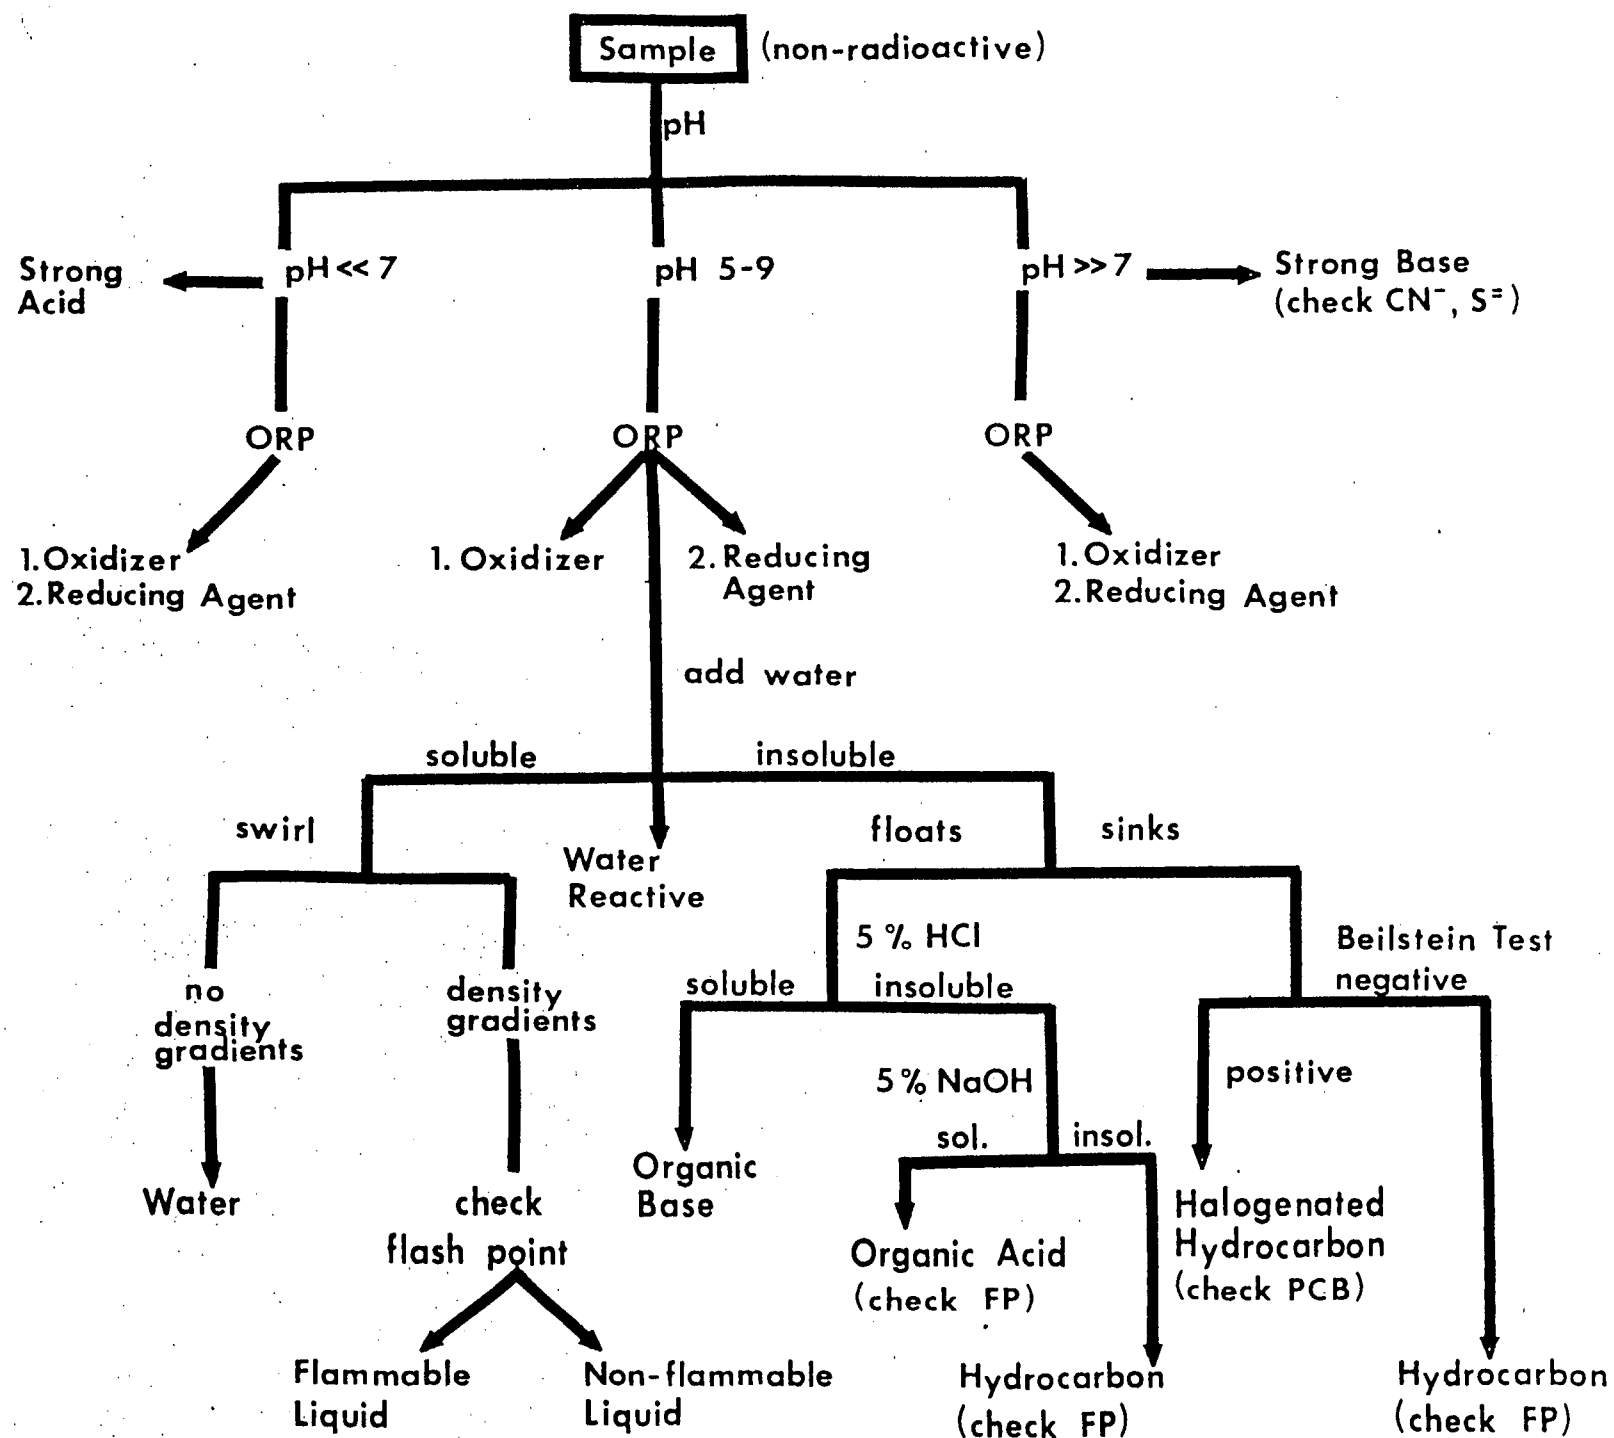 Sample (non-radioactive)
pH
Strong
Acid
pH << 7
pH 5-9
pH >> 7
Strong Base
(check CN⁻, S⁼)
ORP
ORP
ORP
1. Oxidizer
2. Reducing Agent
1. Oxidizer
2. Reducing
Agent
1. Oxidizer
2. Reducing Agent
add water
soluble
insoluble
swirl
Water
Reactive
floats
sinks
no
density
gradients
density
gradients
5 % HCl
soluble
insoluble
Beilstein Test
negative
positive
5 % NaOH
sol.
insol.
Water
check
flash point
Organic
Base
Organic Acid
(check FP)
Halogenated
Hydrocarbon
(check PCB)
Flammable
Liquid
Non-flammable
Liquid
Hydrocarbon
(check FP)
Hydrocarbon
(check FP)